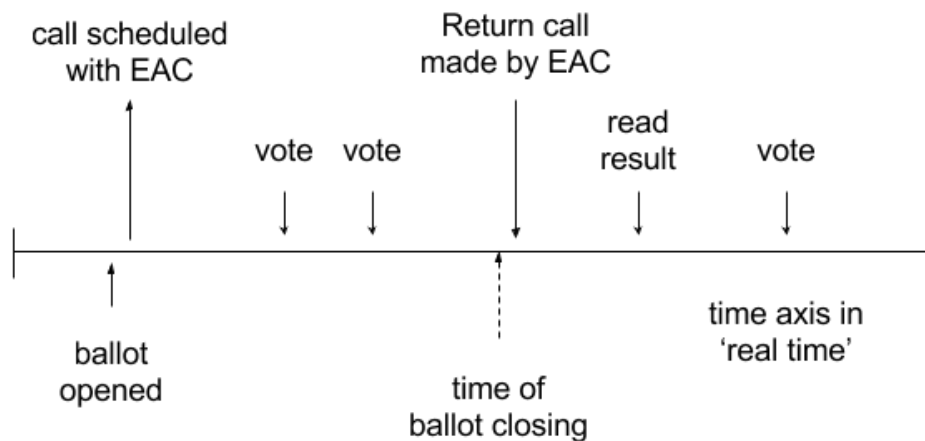 call scheduled
with EAC
Return call
made by EAC
vote
vote
read
result
vote
ballot
opened
time of
ballot closing
time axis in
‘real time’